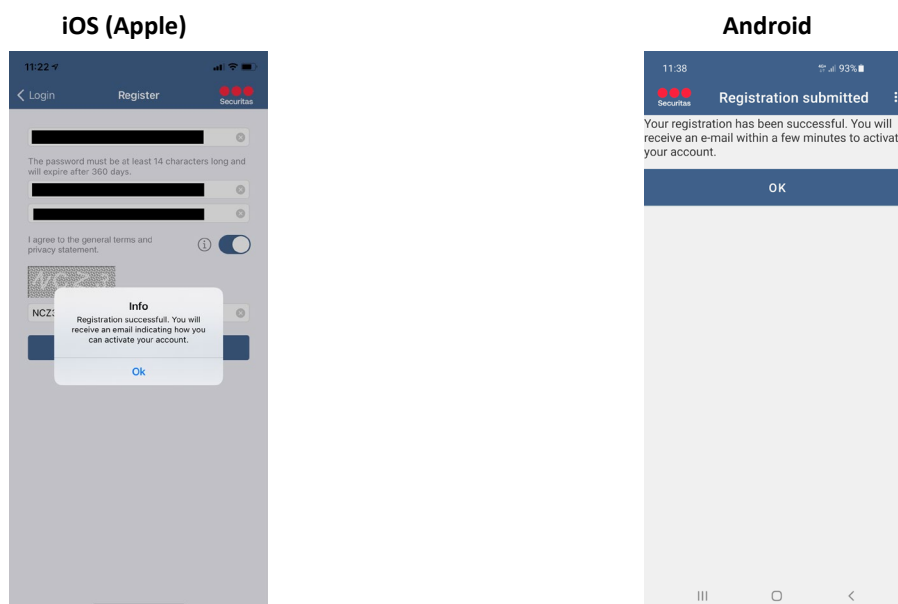 iOS (Apple)
11:22
Login
Register
Securitas
The password must be at least 14 characters long and
will expire after 360 days.
I agree to the general terms and
privacy statement.
NCZ3
NCZ3
Info
Registration successfull. You will
receive an email indicating how you
can activate your account.
Ok
Android
11:38
93%
Securitas
Registration submitted
Your registration has been successful. You will
receive an e-mail within a few minutes to activat
your account.
OK